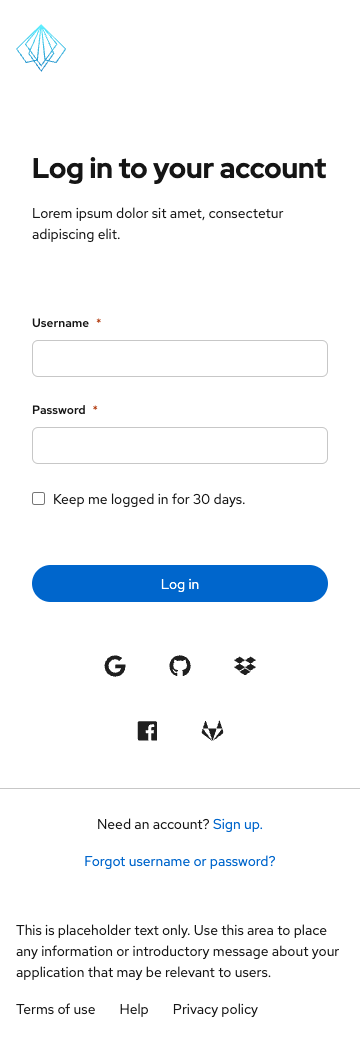 Log in to your account
Lorem ipsum dolor sit amet, consectetur
adipiscing elit.
Username *
Password *
Keep me logged in for 30 days.
Log in
Need an account? Sign up.
Forgot username or password?
This is placeholder text only. Use this area to place
any information or introductory message about your
application that may be relevant to users.
Terms of use Help Privacy policy